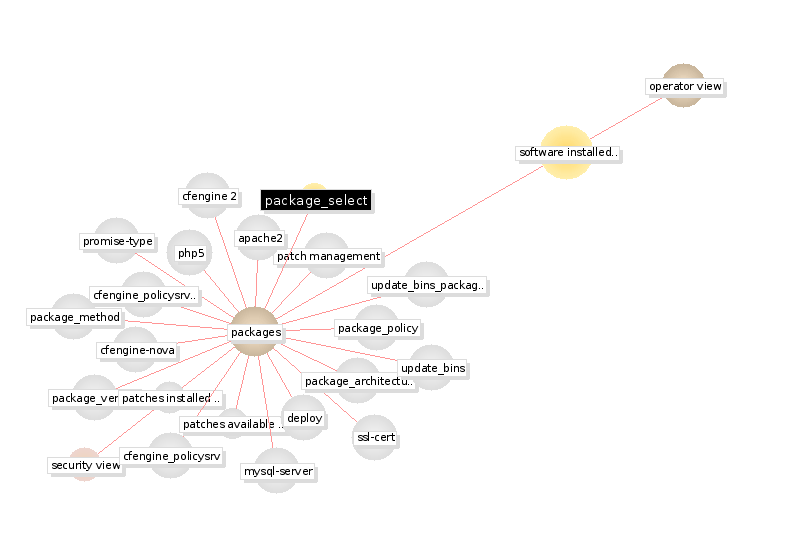 operator view
software installed..
cfengine 2
package_select
promise-type
apache2
php5
patch management
update_bins_packag..
cfengine_policysrv..
package_method
package_policy
packages
cfengine-nova
update_bins
package_architectu..
package_ver
patches installed ..
deploy
patches available ..
ssl-cert
cfengine_policysrv
security view
mysql-server